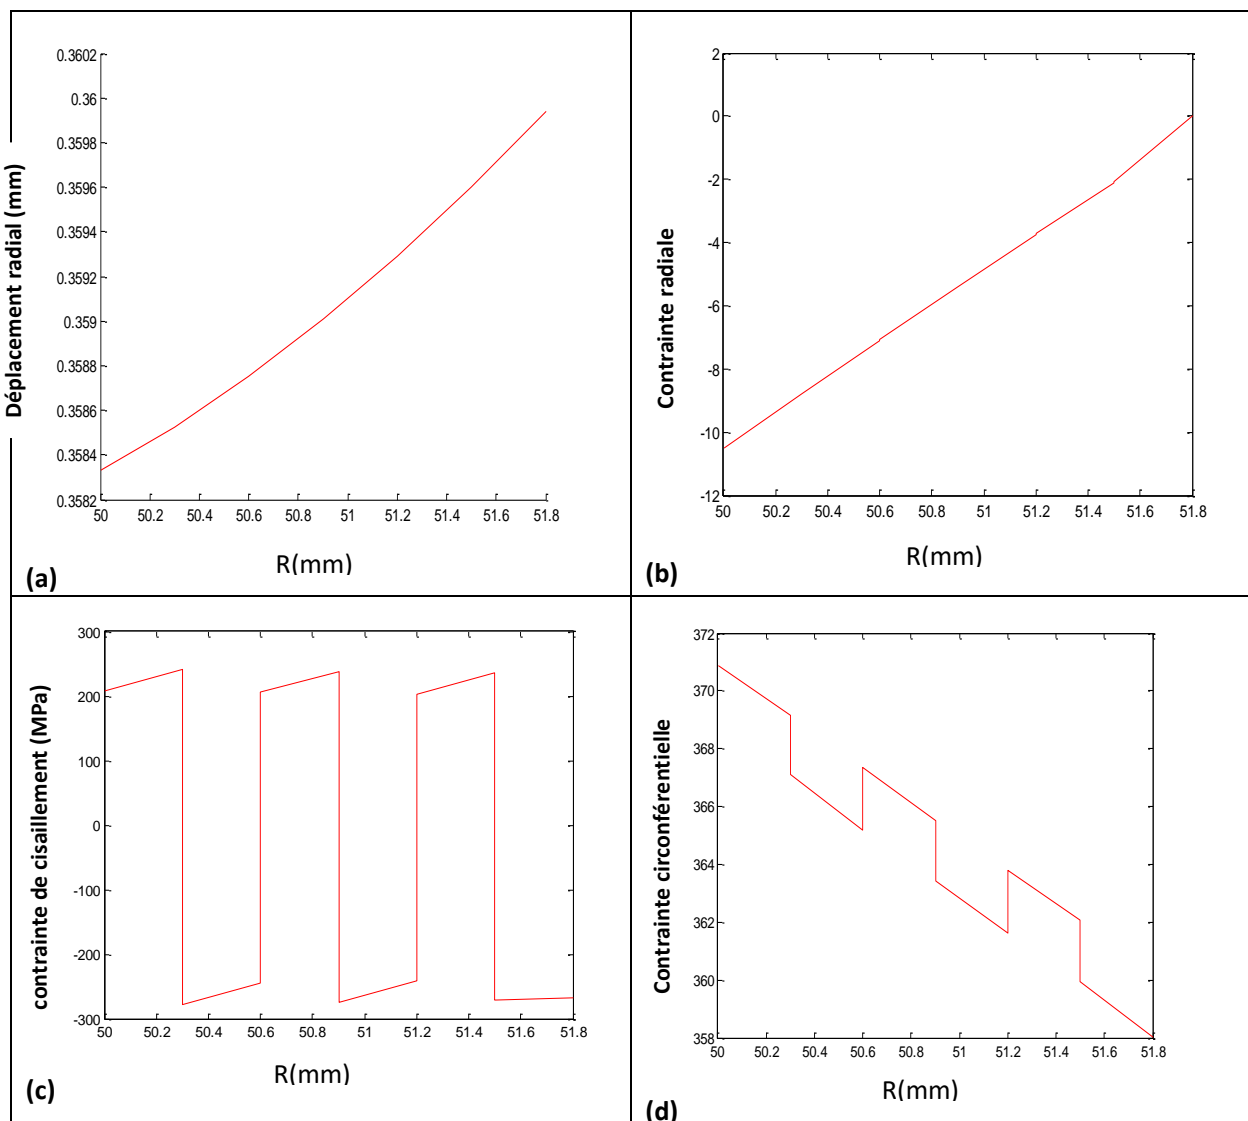 Déplacement radial (mm)
0.3602
0.36
0.3598
0.3596
0.3594
0.3592
0.359
0.3588
0.3586
0.3584
0.3582
50 50.2 50.4 50.6 50.8 51 51.2 51.4 51.6 51.8
R(mm)
(a)
Contrainte radiale
2
0
-2
-4
-6
-8
-10
-12
50 50.2 50.4 50.6 50.8 51 51.2 51.4 51.6 51.8
R(mm)
(b)
contrainte de cisaillement (MPa)
300
200
100
0
-100
-200
-300
50 50.2 50.4 50.6 50.8 51 51.2 51.4 51.6 51.8
R(mm)
(c)
Contrainte circonférentielle
372
370
368
366
364
362
360
358
50 50.2 50.4 50.6 50.8 51 51.2 51.4 51.6 51.8
R(mm)
(d)